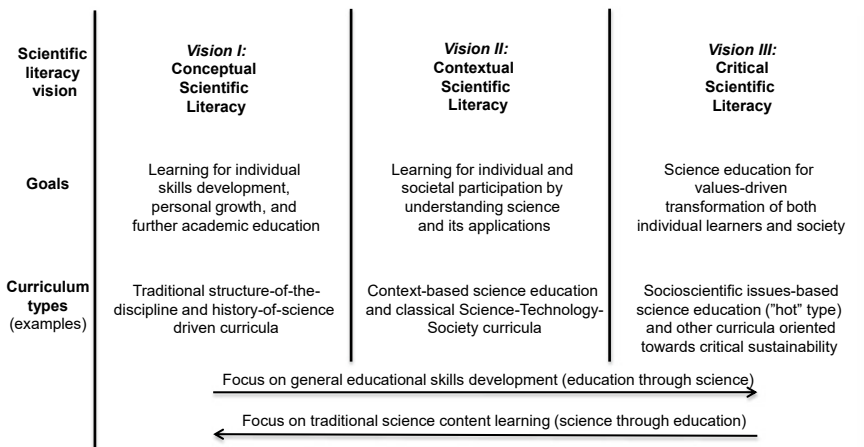 Scientific
literacy
vision
Vision I:
Conceptual
Scientific
Literacy
Vision II:
Contextual
Scientific
Literacy
Vision III:
Critical
Scientific
Literacy
Goals
Learning for individual
skills development,
personal growth, and
further academic education
Learning for individual and
societal participation by
understanding science
and its applications
Science education for
values-driven
transformation of both
individual learners and society
Curriculum
types
(examples)
Traditional structure-of-the-
discipline and history-of-science
driven curricula
Context-based science education
and classical Science-Technology-
Society curricula
Socioscientific issues-based
science education (”hot” type)
and other curricula oriented
towards critical sustainability
Focus on general educational skills development (education through science)
Focus on traditional science content learning (science through education)